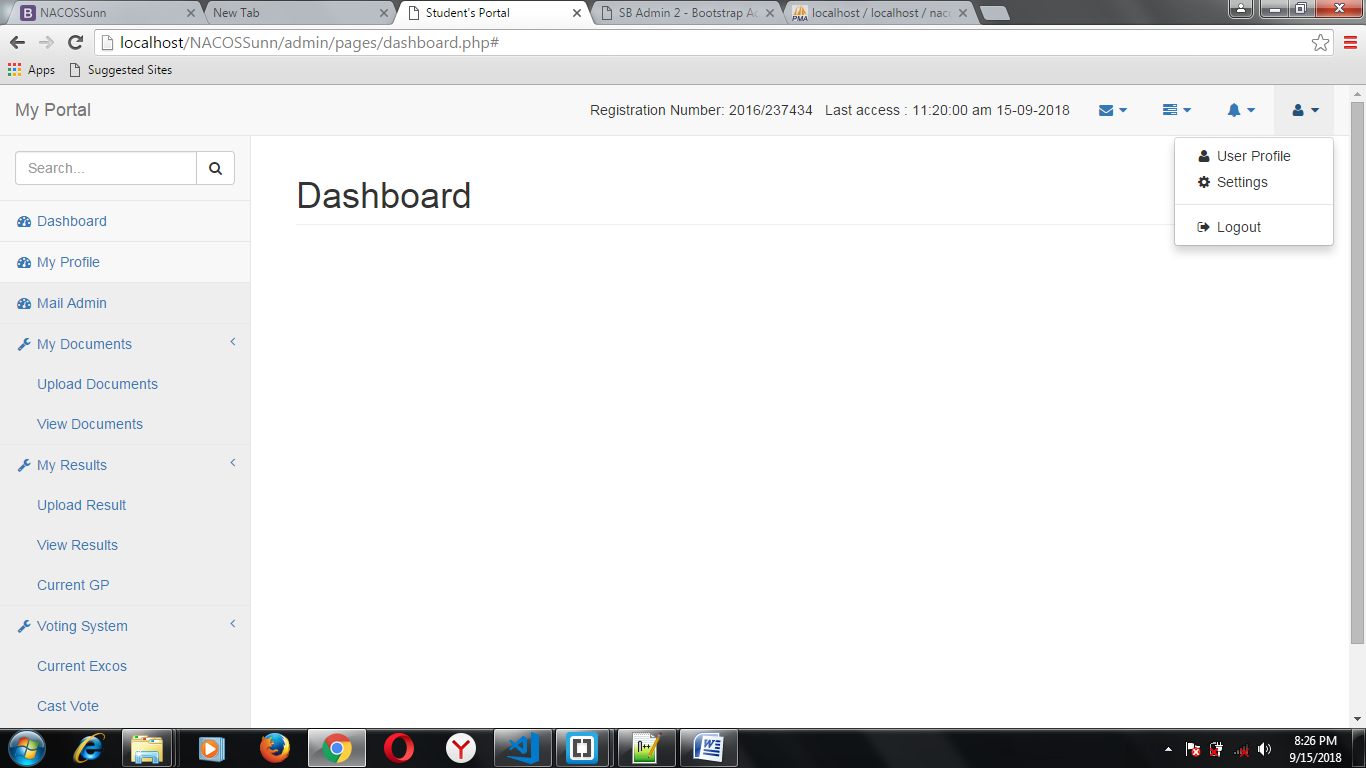 NACOSSunn
New Tab
Student's Portal
SB Admin 2 - Bootstrap Ad
localhost / localhost / naco
localhost/NACOSSunn/admin/pages/dashboard.php#
Apps
Suggested Sites
My Portal
Registration Number: 2016/237434 Last access : 11:20:00 am 15-09-2018
User Profile
Settings
Logout
Search...
Dashboard
My Profile
Mail Admin
My Documents
Upload Documents
View Documents
My Results
Upload Result
View Results
Current GP
Voting System
Current Excos
Cast Vote
Dashboard
8:26 PM
9/15/2018